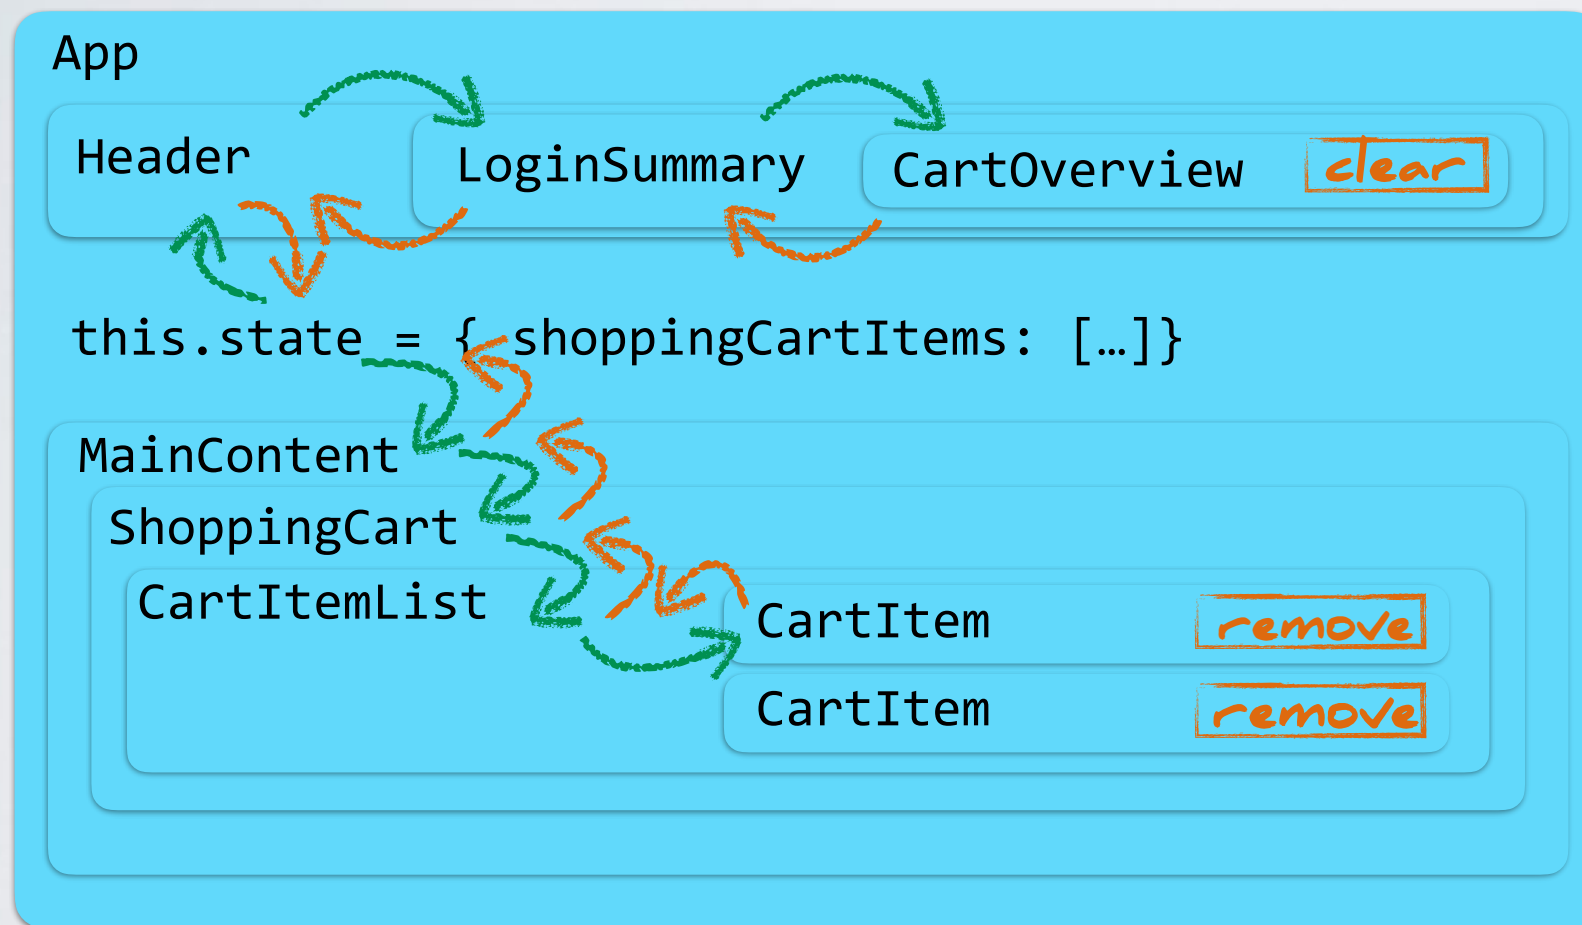 App
Header LoginSummary CartOverview clear
this.state = { shoppingCartItems: […]}
MainContent
ShoppingCart
CartItemList
CartItem remove
CartItem remove